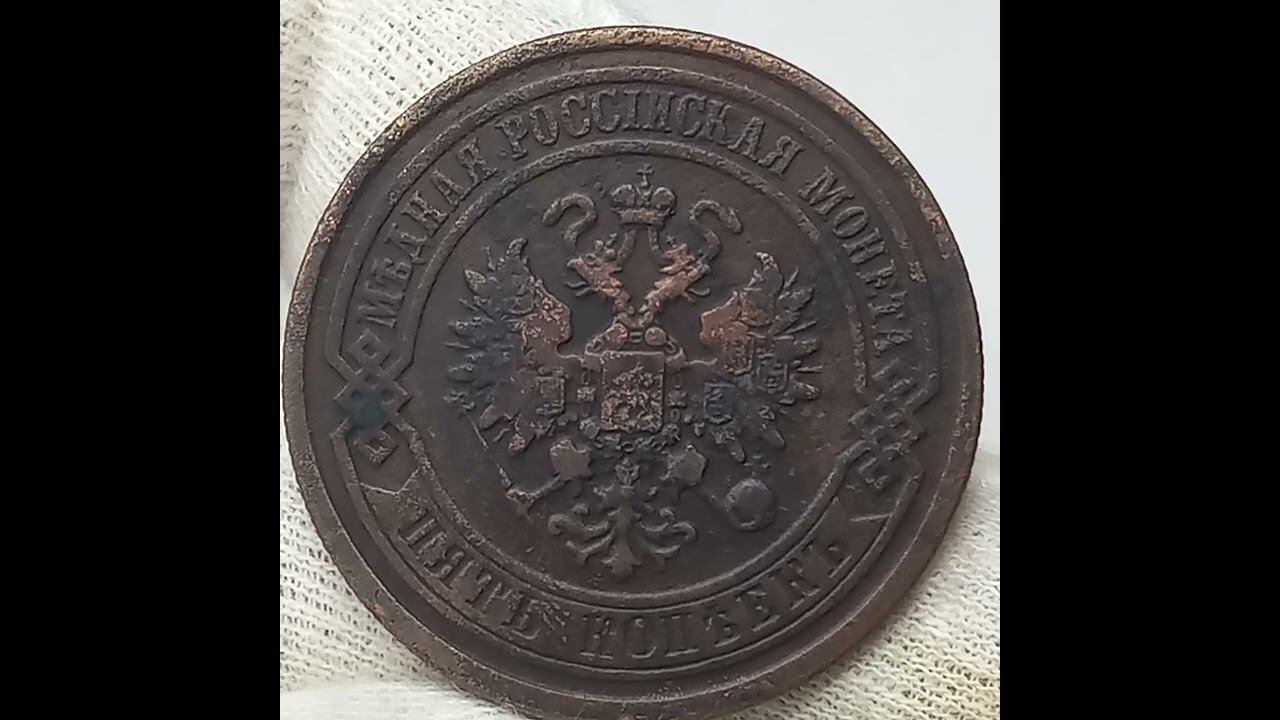 МѢДНАЯ РОССІЙСКАЯ МОНЕТА
ПЯТЬ КОПѢЕКЪ